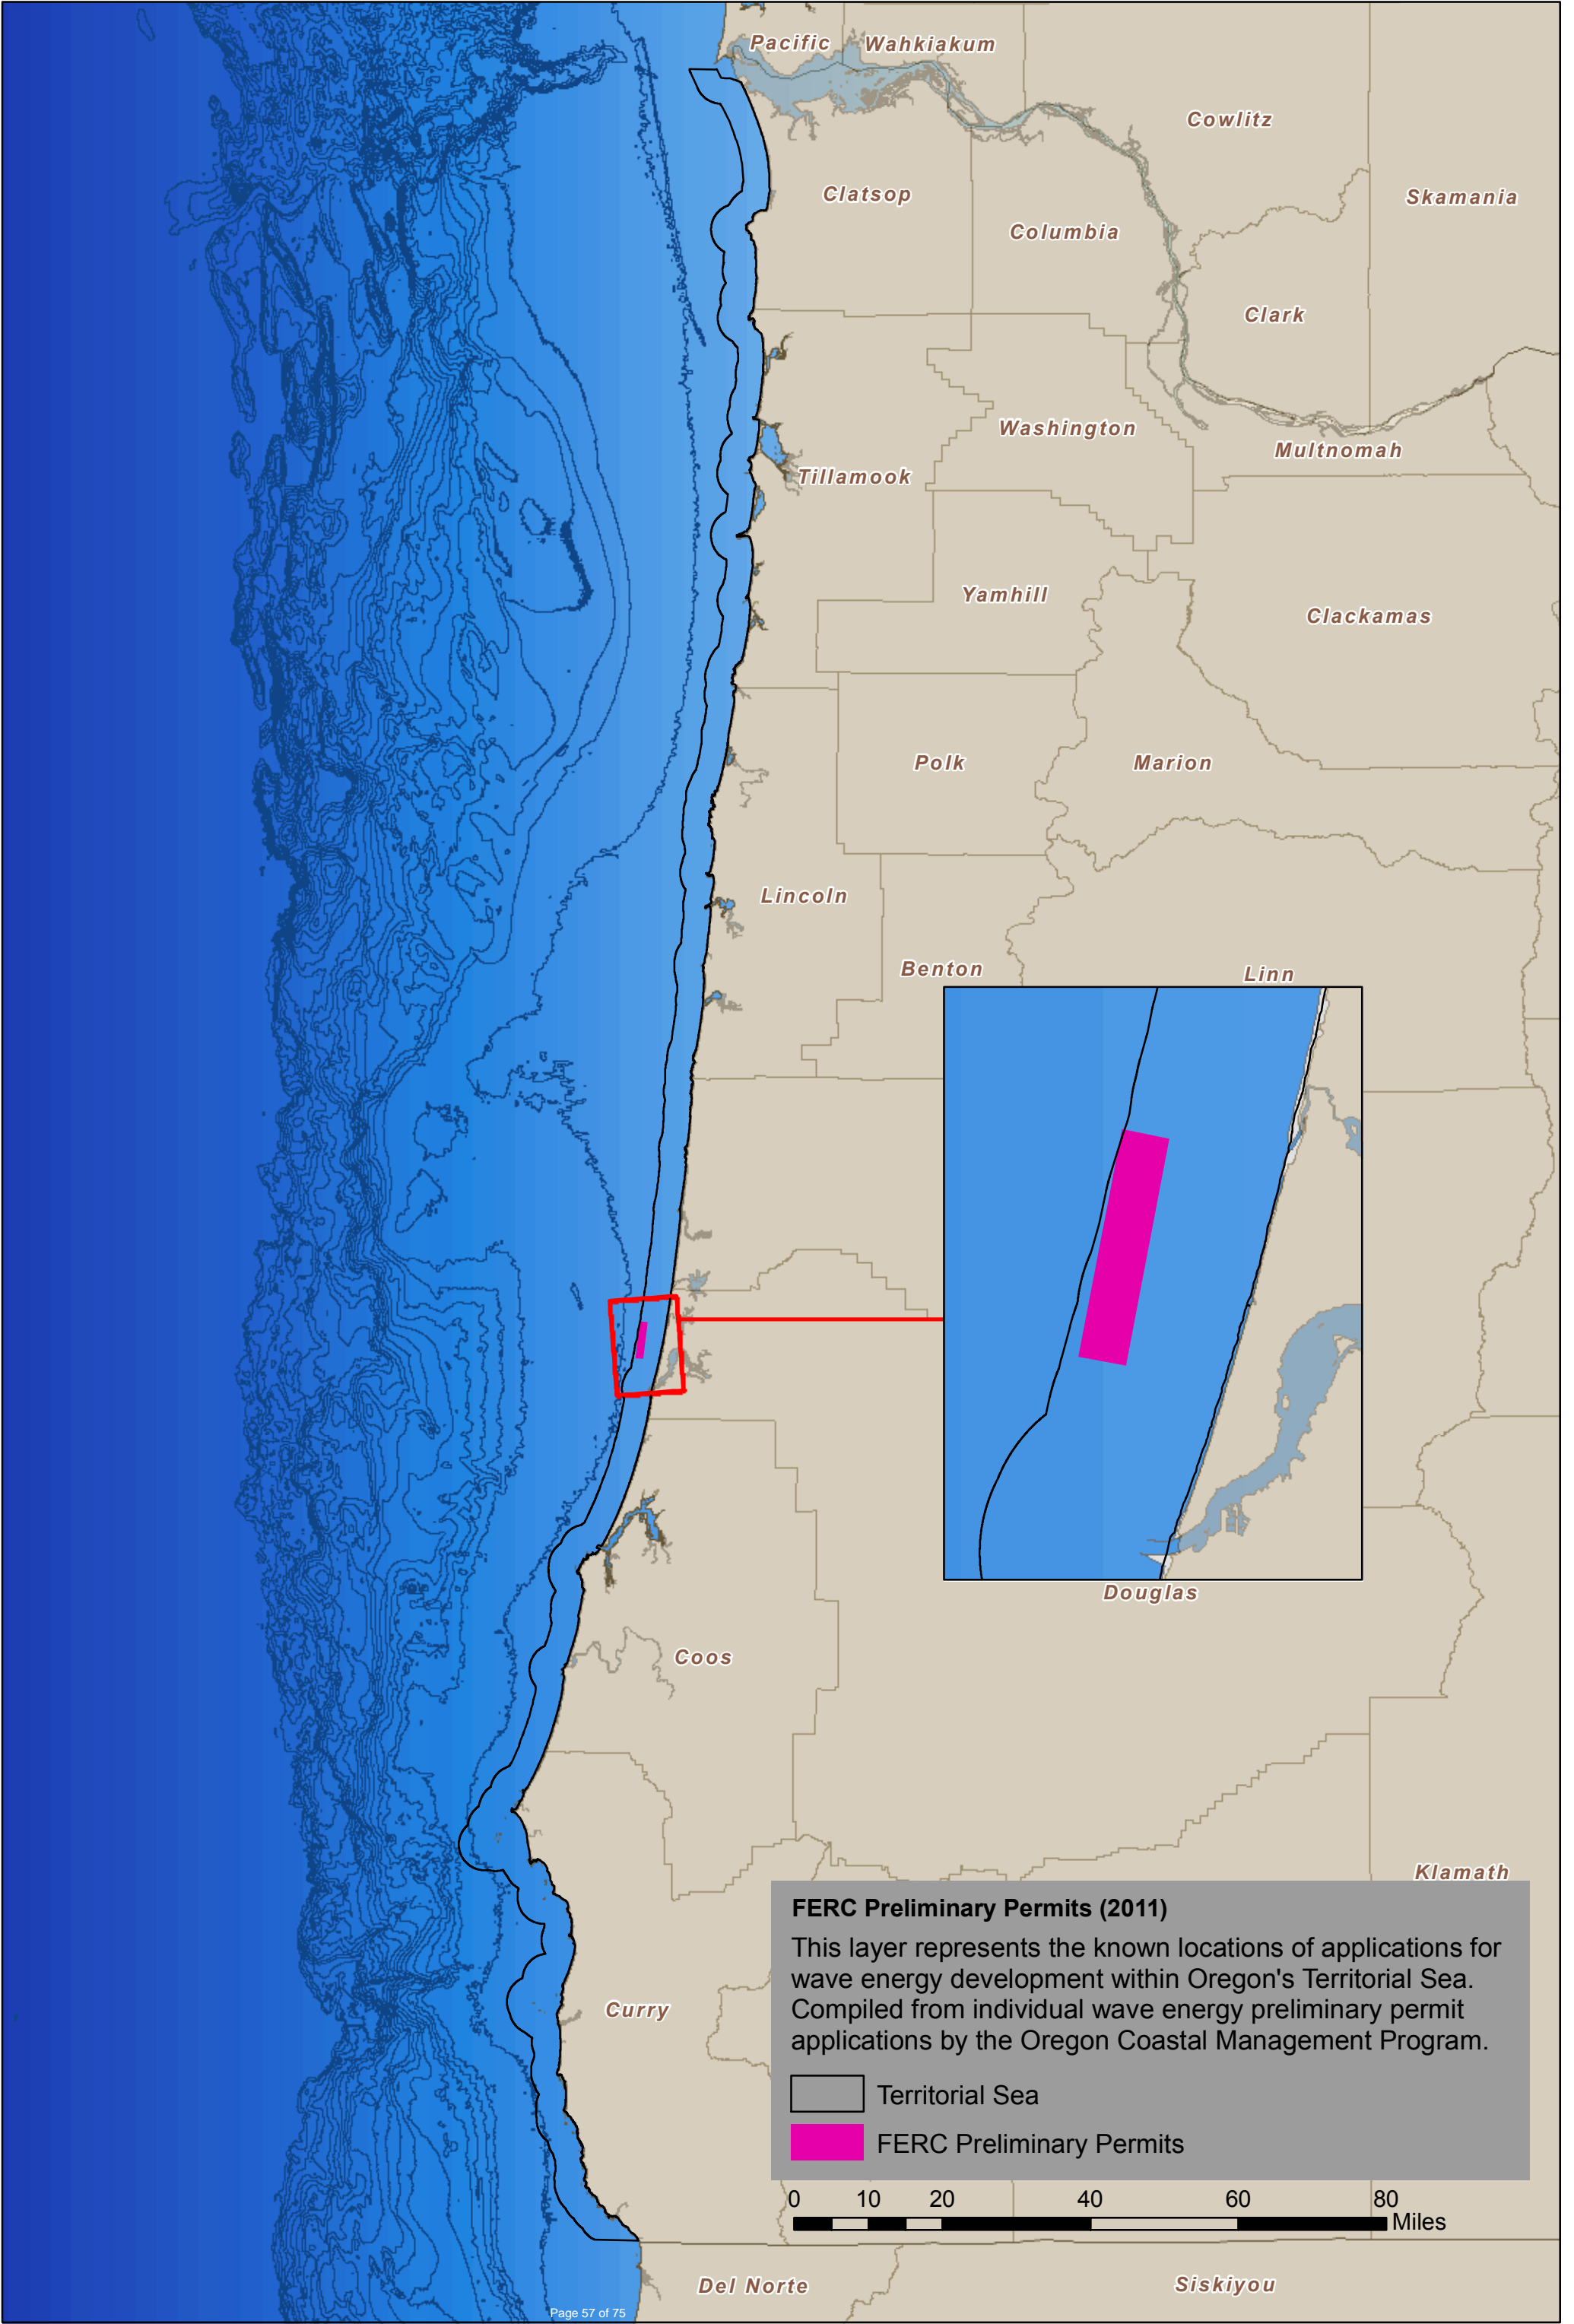 Pacific
Wahkiakum
Cowlitz
Clatsop
Skamania
Columbia
Clark
Washington
Multnomah
Tillamook
Yamhill
Clackamas
Polk
Marion
Lincoln
Benton
Linn
Douglas
Coos
Klamath
FERC Preliminary Permits (2011)
This layer represents the known locations of applications for
wave energy development within Oregon's Territorial Sea.
Compiled from individual wave energy preliminary permit
applications by the Oregon Coastal Management Program.
Curry
Territorial Sea
FERC Preliminary Permits
0 10 20 40 60 80
Miles
Del Norte
Siskiyou
Page 57 of 75